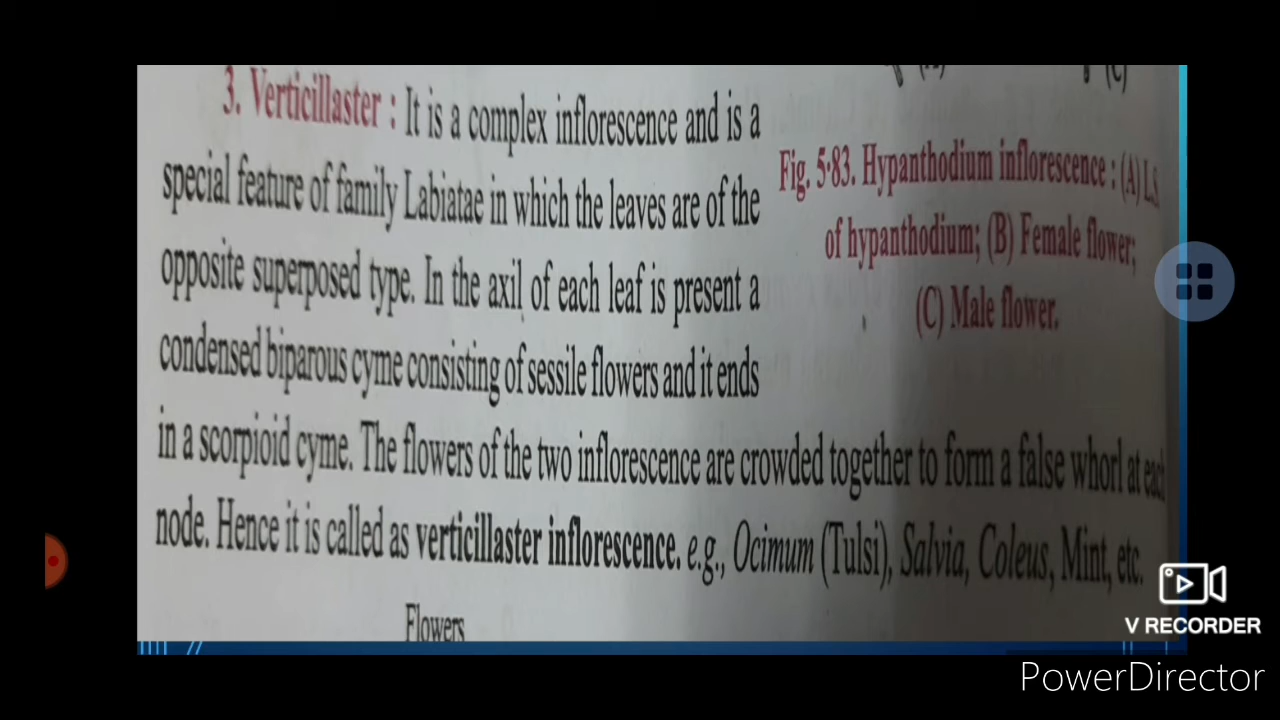 (C)
3. Verticillaster : It is a complex inflorescence and is a
special feature of family Labiatae in which the leaves are of the
opposite superposed type. In the axil of each leaf is present a
condensed biparous cyme consisting of sessile flowers and it ends
in a scorpioid cyme. The flowers of the two inflorescence are crowded together to form a false whorl at each
node. Hence it is called as verticillaster inflorescence. e.g., Ocimum (Tulsi), Salvia, Coleus, Mint, etc.
Fig. 5·83. Hypanthodium inflorescence : (A) L.S.
of hypanthodium; (B) Female flower;
(C) Male flower.
Flowers
V RECORDER
PowerDirector